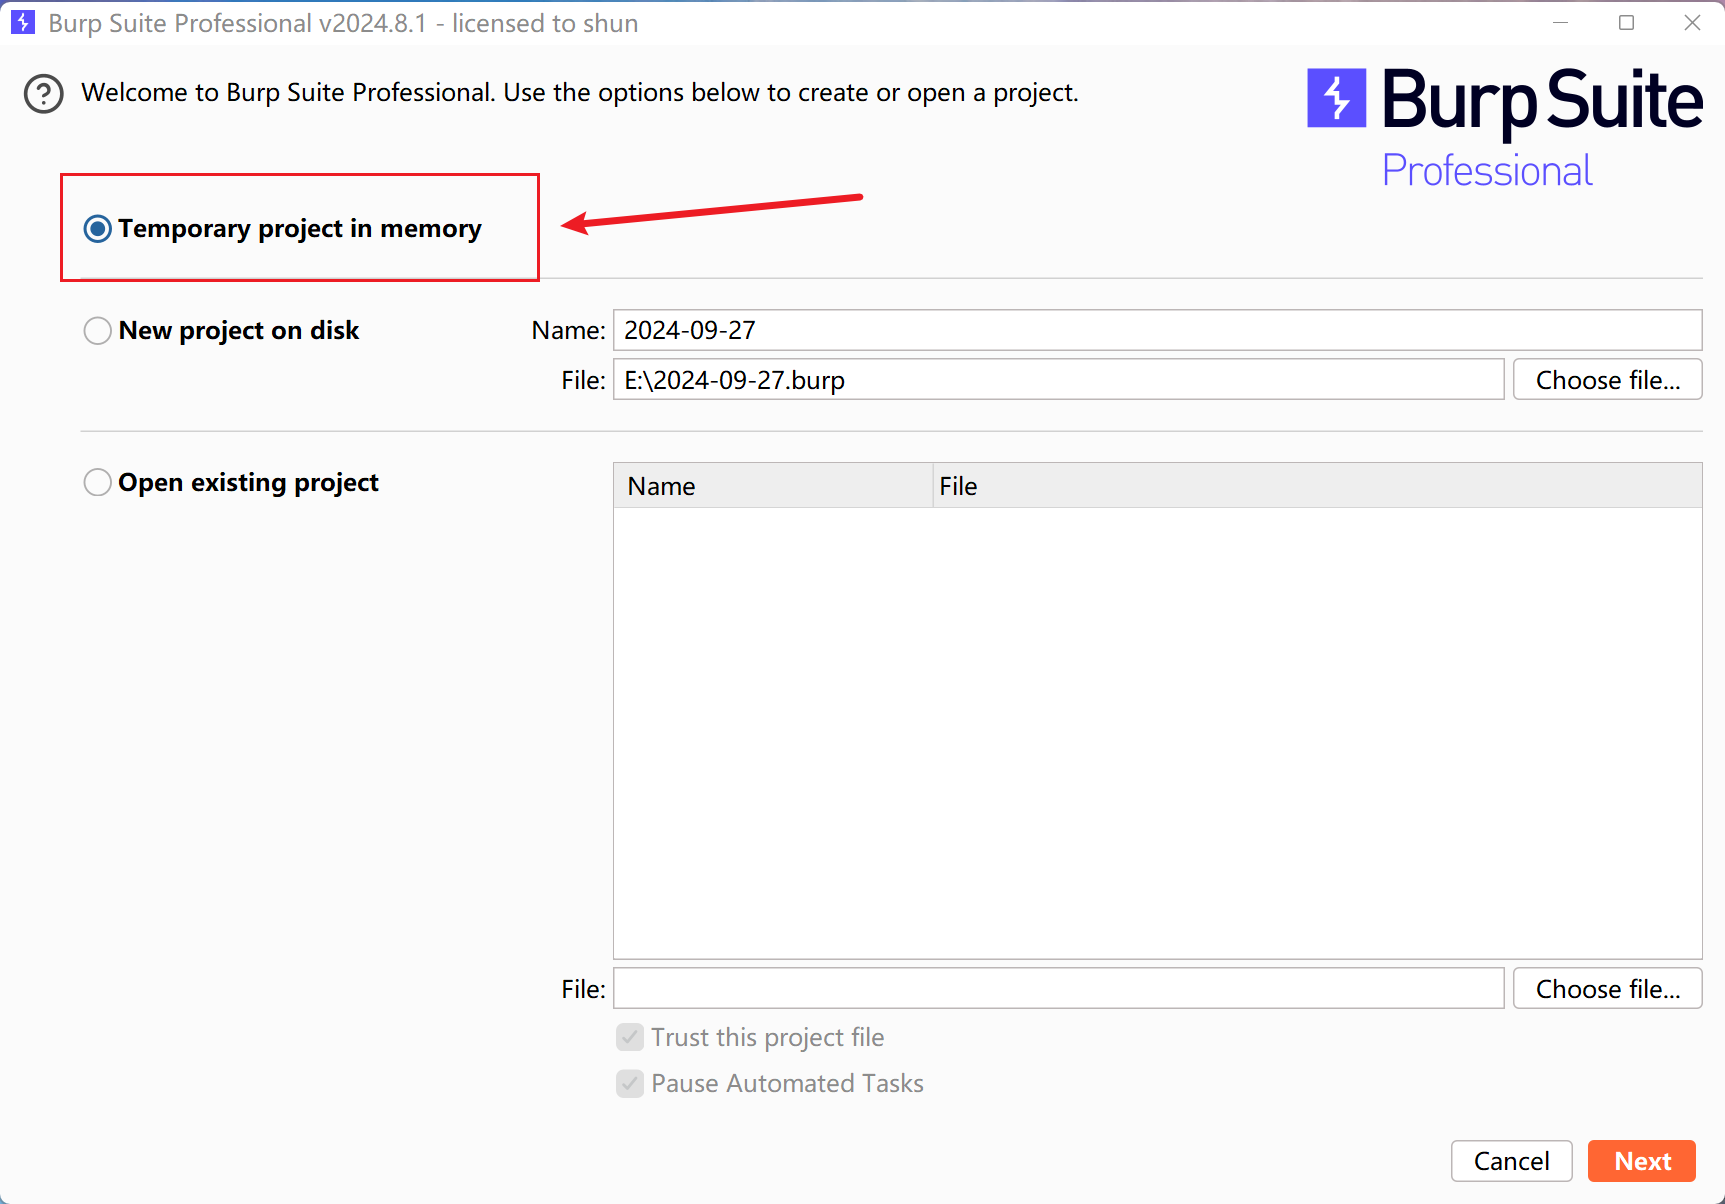 Burp Suite Professional v2024.8.1 - licensed to shun
Welcome to Burp Suite Professional. Use the options below to create or open a project.
Burp Suite
Professional
Temporary project in memory
New project on disk
Name: 2024-09-27
File: E:\2024-09-27.burp Choose file...
Open existing project
Name File
File: Choose file...
Trust this project file
Pause Automated Tasks
Cancel Next